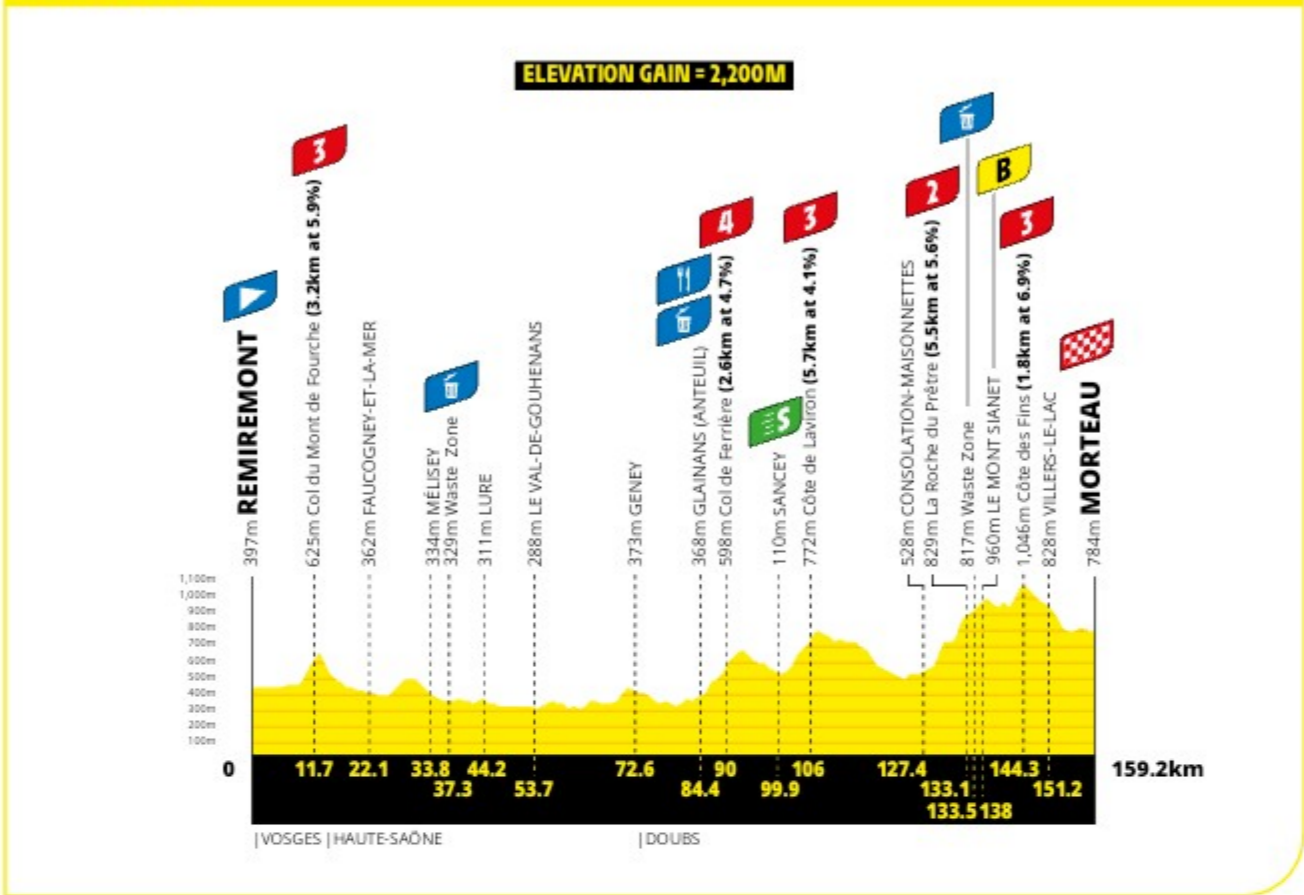 ELEVATION GAIN = 2,200M
397m REMIREMONT
3
625m Col du Mont de Fourche (3.2km at 5.9%)
362m FAUCOGNEY-ET-LA-MER
334m MÉLISEY
329m Waste Zone
311m LURE
288m LE VAL-DE-GOUHENANS
373m GENEY
368m GLAINANS (ANTEUIL)
4
598m Col de Ferrière (2.6km at 4.7%)
S
110m SANCEY
3
772m Côte de Laviron (5.7km at 4.1%)
528m CONSOLATION-MAISONNETTES
2
829m La Roche du Prêtre (5.5km at 5.6%)
817m Waste Zone
B
960m LE MONT SIANET
3
1,046m Côte des Fins (1.8km at 6.9%)
828m VILLERS-LE-LAC
784m MORTEAU
1,100m
1,000m
900m
800m
700m
600m
500m
400m
300m
200m
100m
0 11.7 22.1 33.8 44.2 72.6 90 106 127.4 144.3 159.2km
37.3 53.7 84.4 99.9 133.1 151.2
133.5 138
|VOSGES |HAUTE-SAÔNE |DOUBS